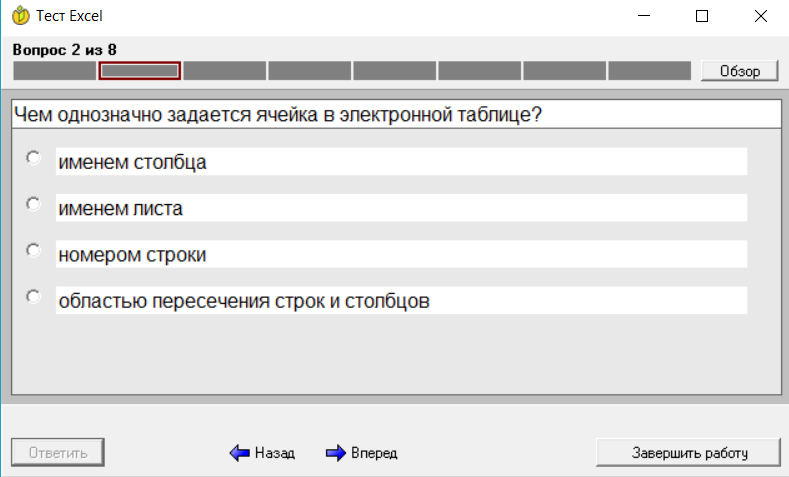 Тест Excel
Вопрос 2 из 8
Обзор
Чем однозначно задается ячейка в электронной таблице?
именем столбца
именем листа
номером строки
областью пересечения строк и столбцов
Ответить
Назад
Вперед
Завершить работу